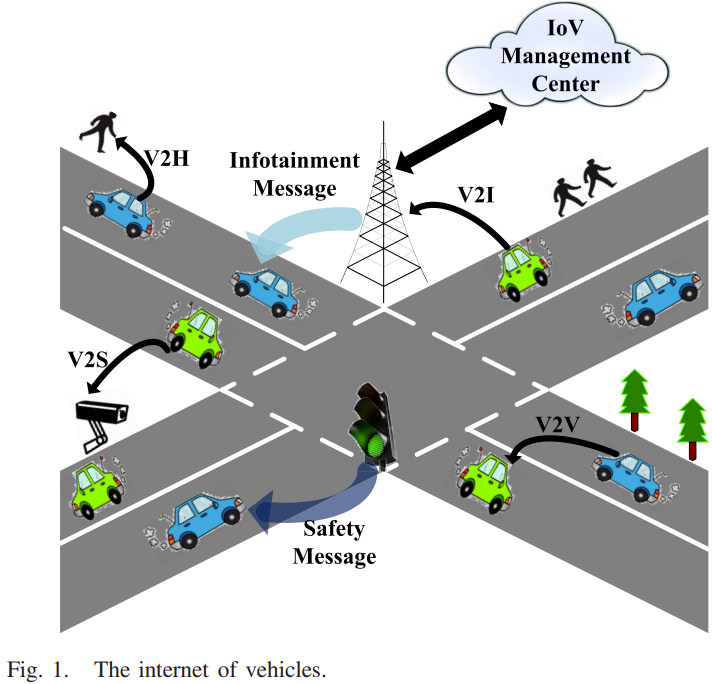 IoV
Management
Center
V2H
Infotainment
Message
V2I
V2S
V2V
Safety
Message
Fig. 1. The internet of vehicles.